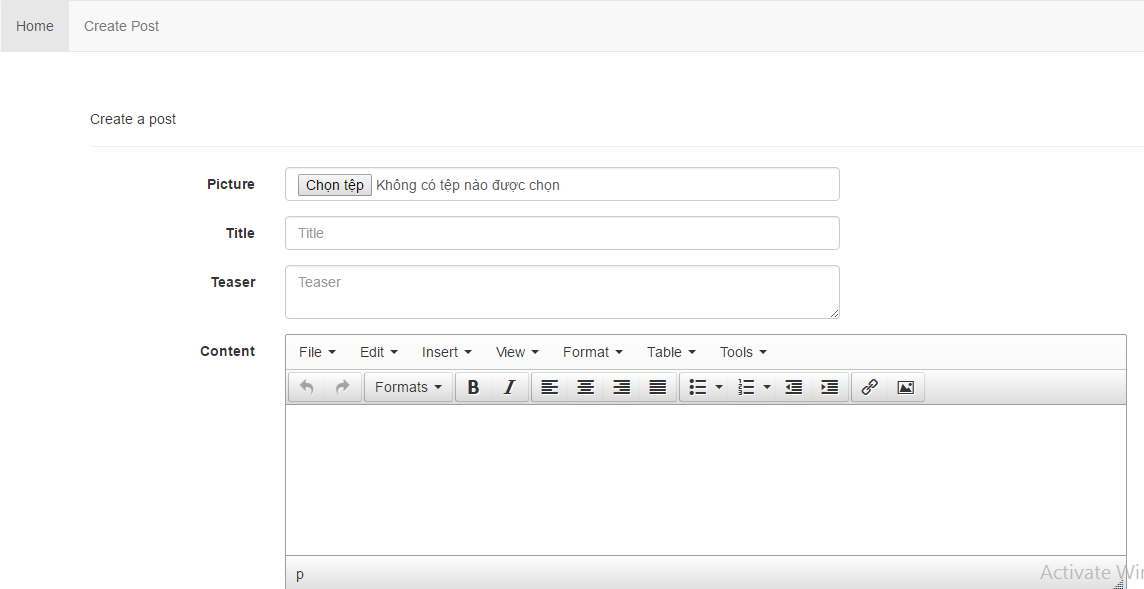 Home Create Post
Create a post
Picture Chọn tệp Không có tệp nào được chọn
Title Title
Teaser Teaser
Content File Edit Insert View Format Table Tools
Formats B I
p
Activate Win